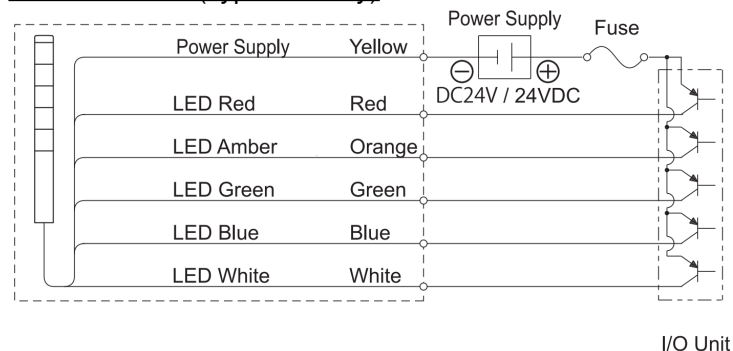 Power Supply
Fuse
Power Supply Yellow
⊖ ⊕
DC24V / 24VDC
LED Red Red
LED Amber Orange
LED Green Green
LED Blue Blue
LED White White
I/O Unit